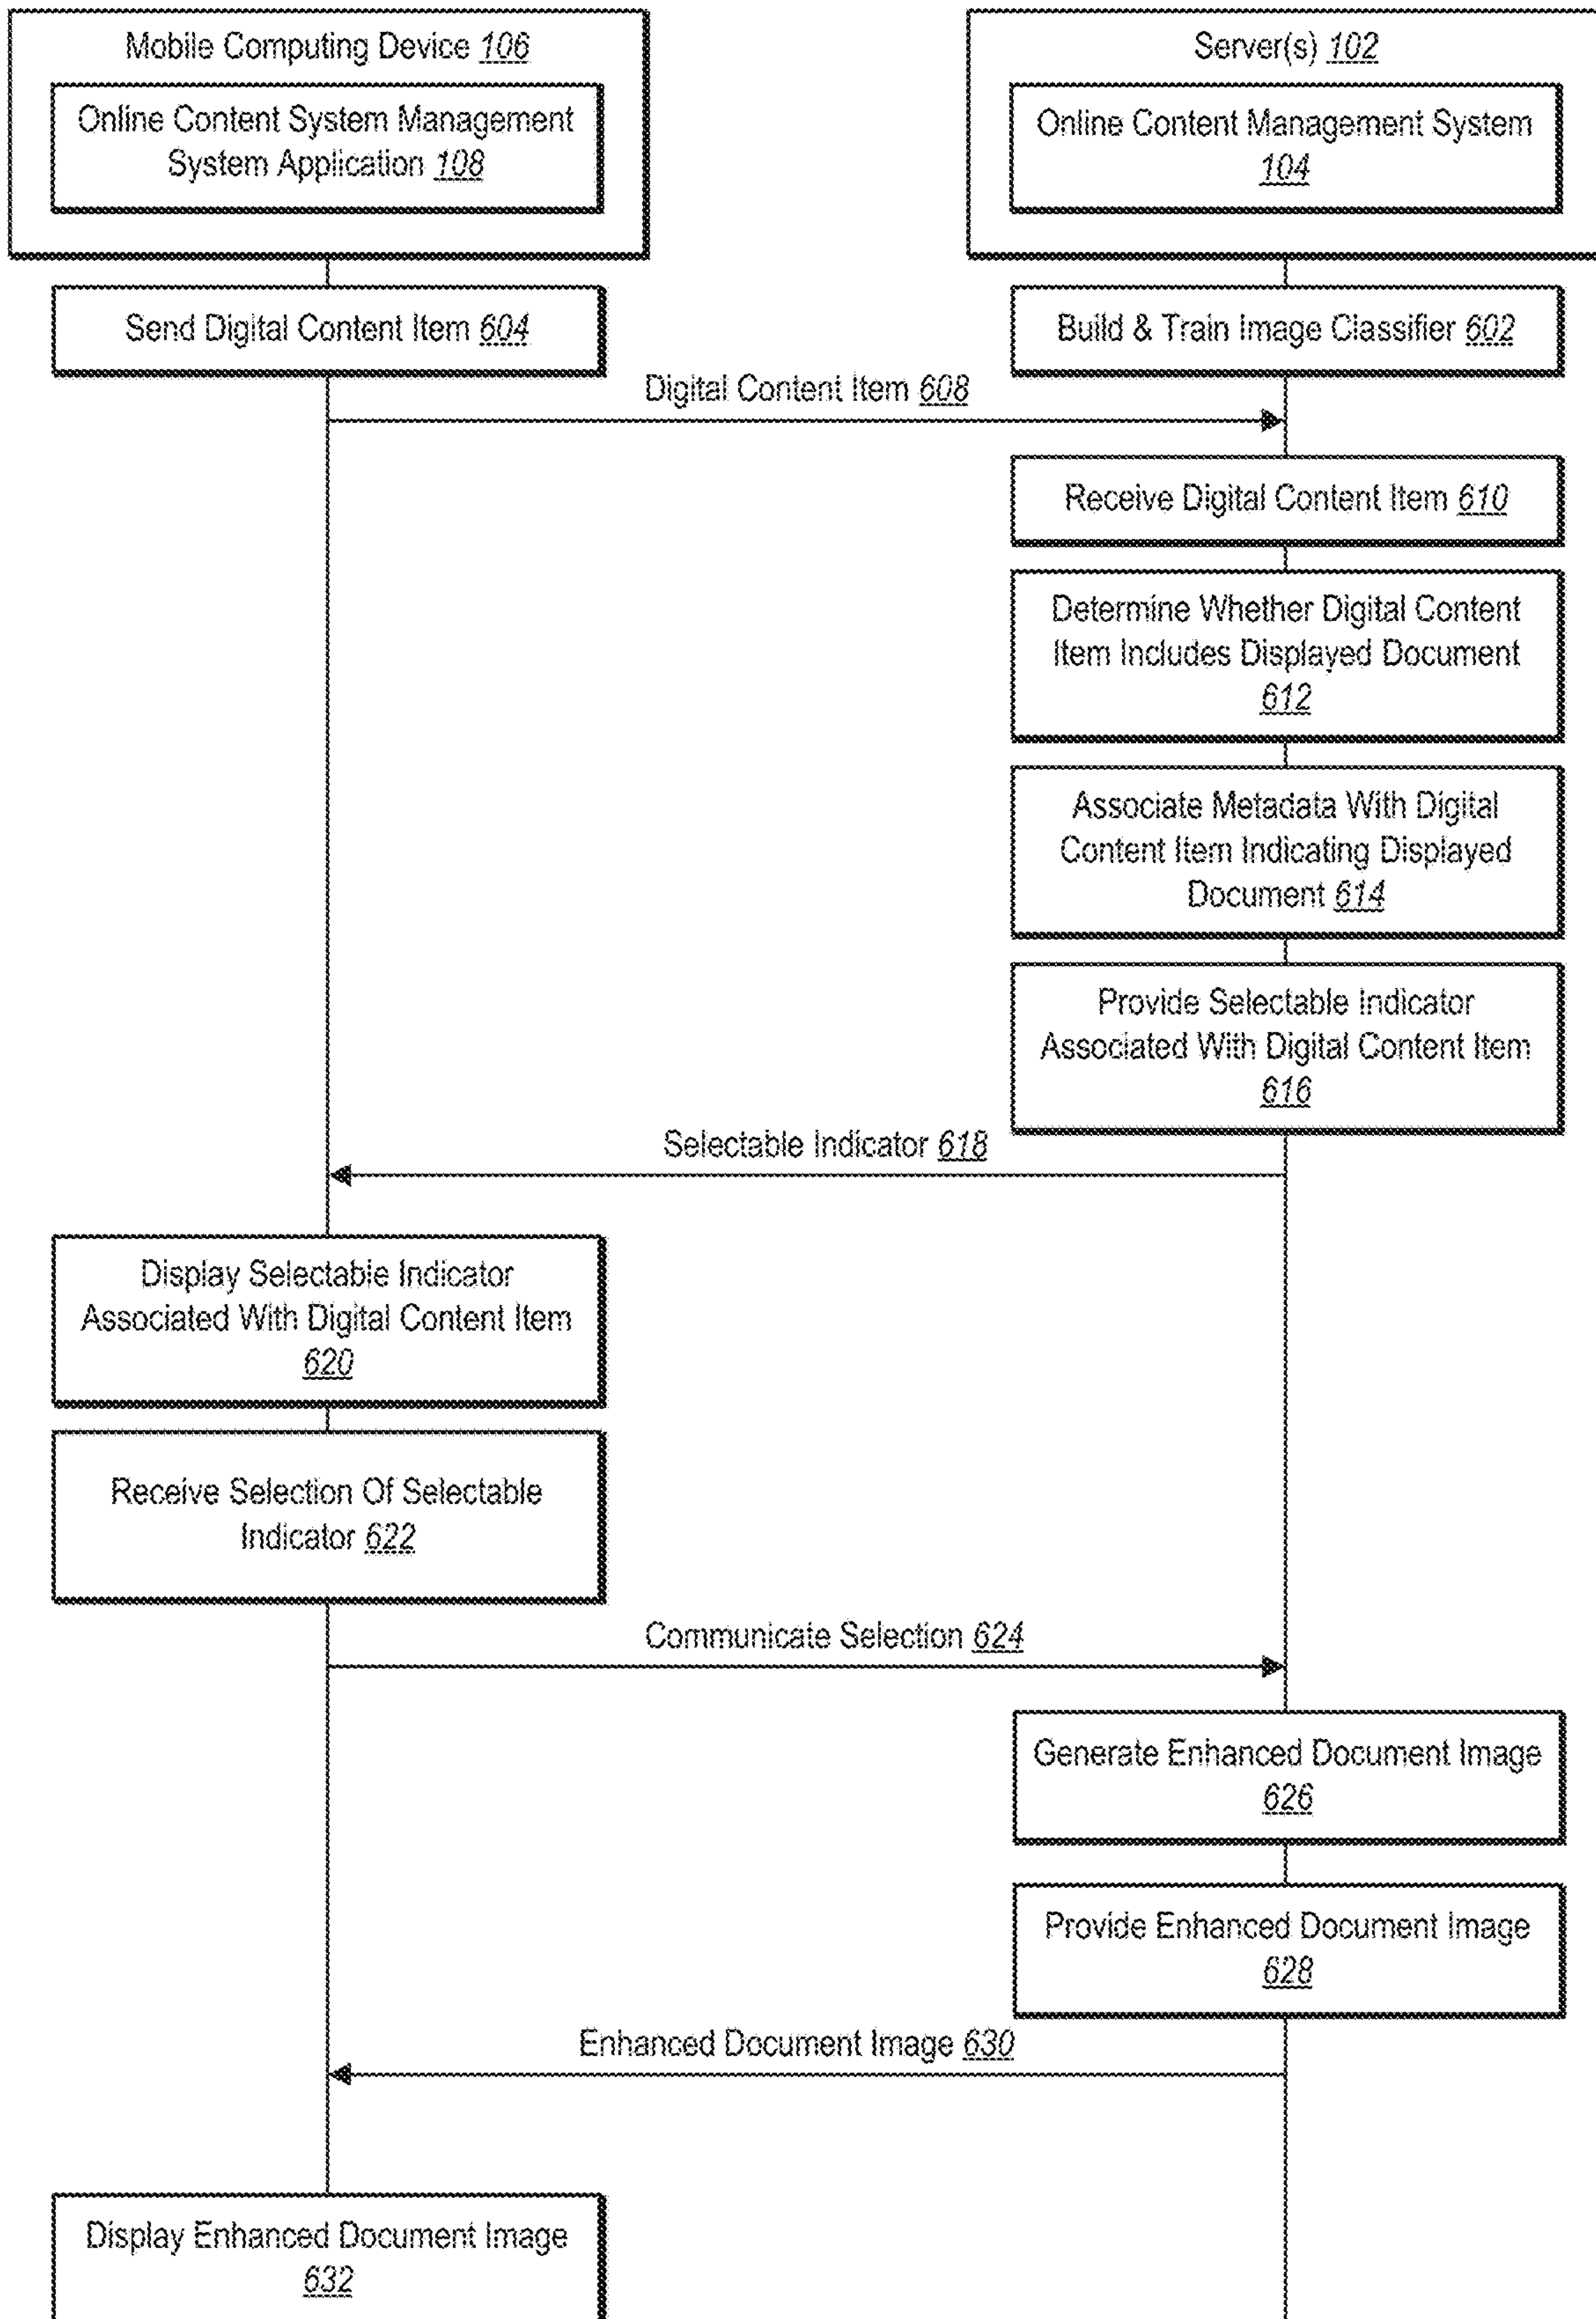 Mobile Computing Device 106
Online Content System Management
System Application 108
Server(s) 102
Online Content Management System
104
Send Digital Content Item 604
Build & Train Image Classifier 602
Digital Content Item 608
Receive Digital Content Item 610
Determine Whether Digital Content
Item Includes Displayed Document
612
Associate Metadata With Digital
Content Item Indicating Displayed
Document 614
Provide Selectable Indicator
Associated With Digital Content Item
616
Selectable Indicator 618
Display Selectable Indicator
Associated With Digital Content Item
620
Receive Selection Of Selectable
Indicator 622
Communicate Selection 624
Generate Enhanced Document Image
626
Provide Enhanced Document Image
628
Enhanced Document Image 630
Display Enhanced Document Image
632